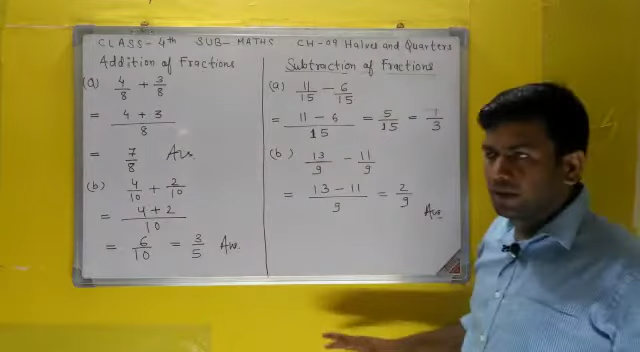 CLASS - 4th SUB - MATHS CH-09 Halves and Quarters
Addition of Fractions
(a) 4/8 + 3/8
= 4 + 3 / 8
= 7/8 Ans.
(b) 4/10 + 2/10
= 4 + 2 / 10
= 6/10 = 3/5 Ans.
Subtraction of Fractions
(a) 11/15 - 6/15
= 11 - 6 / 15 = 5/15 = 1/3
(b) 13/9 - 11/9
= 13 - 11 / 9 = 2/9
Ans.